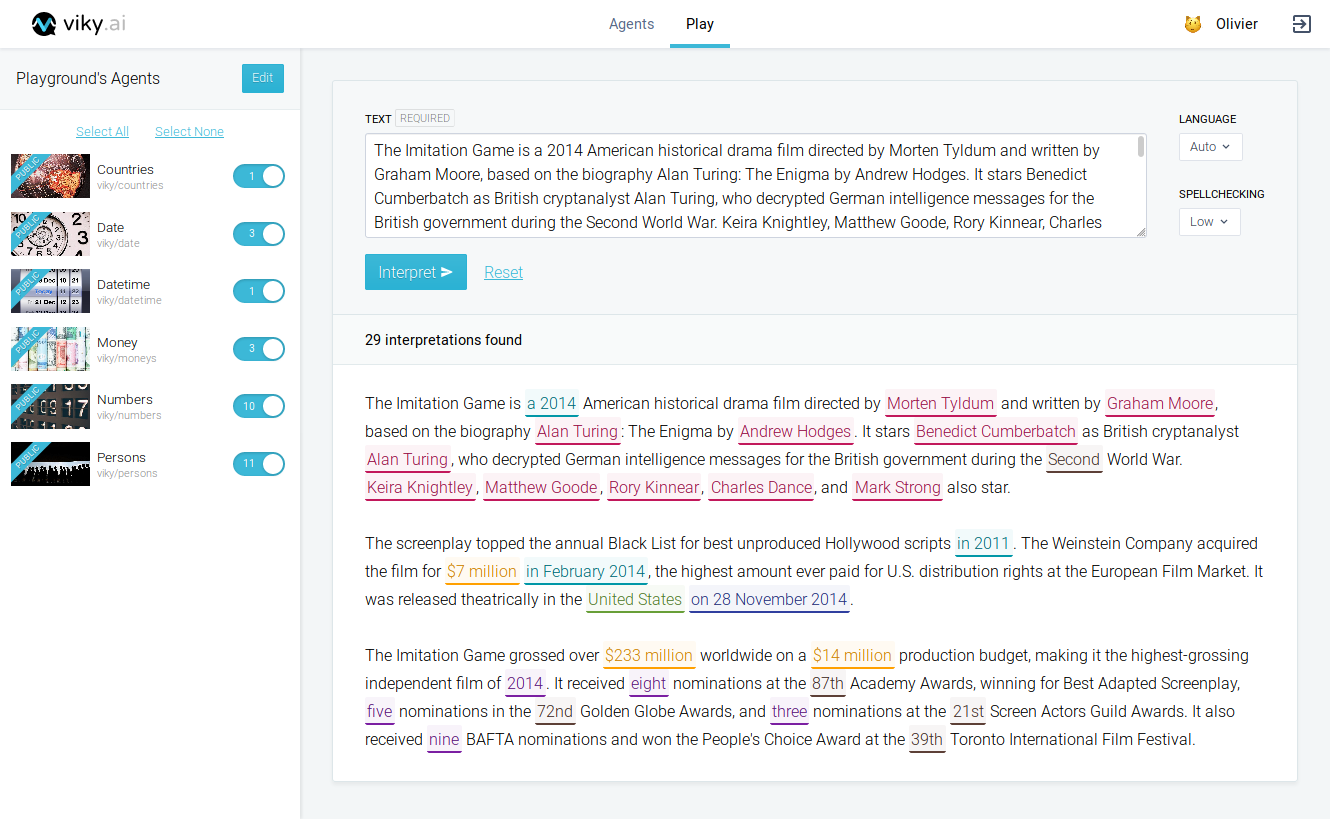 viky.ai
Agents
Play
Olivier
Playground's Agents
Edit
Select All
Select None
PUBLIC
Countries
viky/countries
1
PUBLIC
Date
viky/date
3
PUBLIC
Datetime
viky/datetime
1
PUBLIC
Money
viky/moneys
3
PUBLIC
Numbers
viky/numbers
10
PUBLIC
Persons
viky/persons
11
TEXT REQUIRED
The Imitation Game is a 2014 American historical drama film directed by Morten Tyldum and written by
Graham Moore, based on the biography Alan Turing: The Enigma by Andrew Hodges. It stars Benedict
Cumberbatch as British cryptanalyst Alan Turing, who decrypted German intelligence messages for the
British government during the Second World War. Keira Knightley, Matthew Goode, Rory Kinnear, Charles
LANGUAGE
Auto
SPELLCHECKING
Low
Interpret
Reset
29 interpretations found
The Imitation Game is a 2014 American historical drama film directed by Morten Tyldum and written by Graham Moore,
based on the biography Alan Turing: The Enigma by Andrew Hodges. It stars Benedict Cumberbatch as British cryptanalyst
Alan Turing, who decrypted German intelligence messages for the British government during the Second World War.
Keira Knightley, Matthew Goode, Rory Kinnear, Charles Dance, and Mark Strong also star.
The screenplay topped the annual Black List for best unproduced Hollywood scripts in 2011. The Weinstein Company acquired
the film for $7 million in February 2014, the highest amount ever paid for U.S. distribution rights at the European Film Market. It
was released theatrically in the United States on 28 November 2014.
The Imitation Game grossed over $233 million worldwide on a $14 million production budget, making it the highest-grossing
independent film of 2014. It received eight nominations at the 87th Academy Awards, winning for Best Adapted Screenplay,
five nominations in the 72nd Golden Globe Awards, and three nominations at the 21st Screen Actors Guild Awards. It also
received nine BAFTA nominations and won the People's Choice Award at the 39th Toronto International Film Festival.